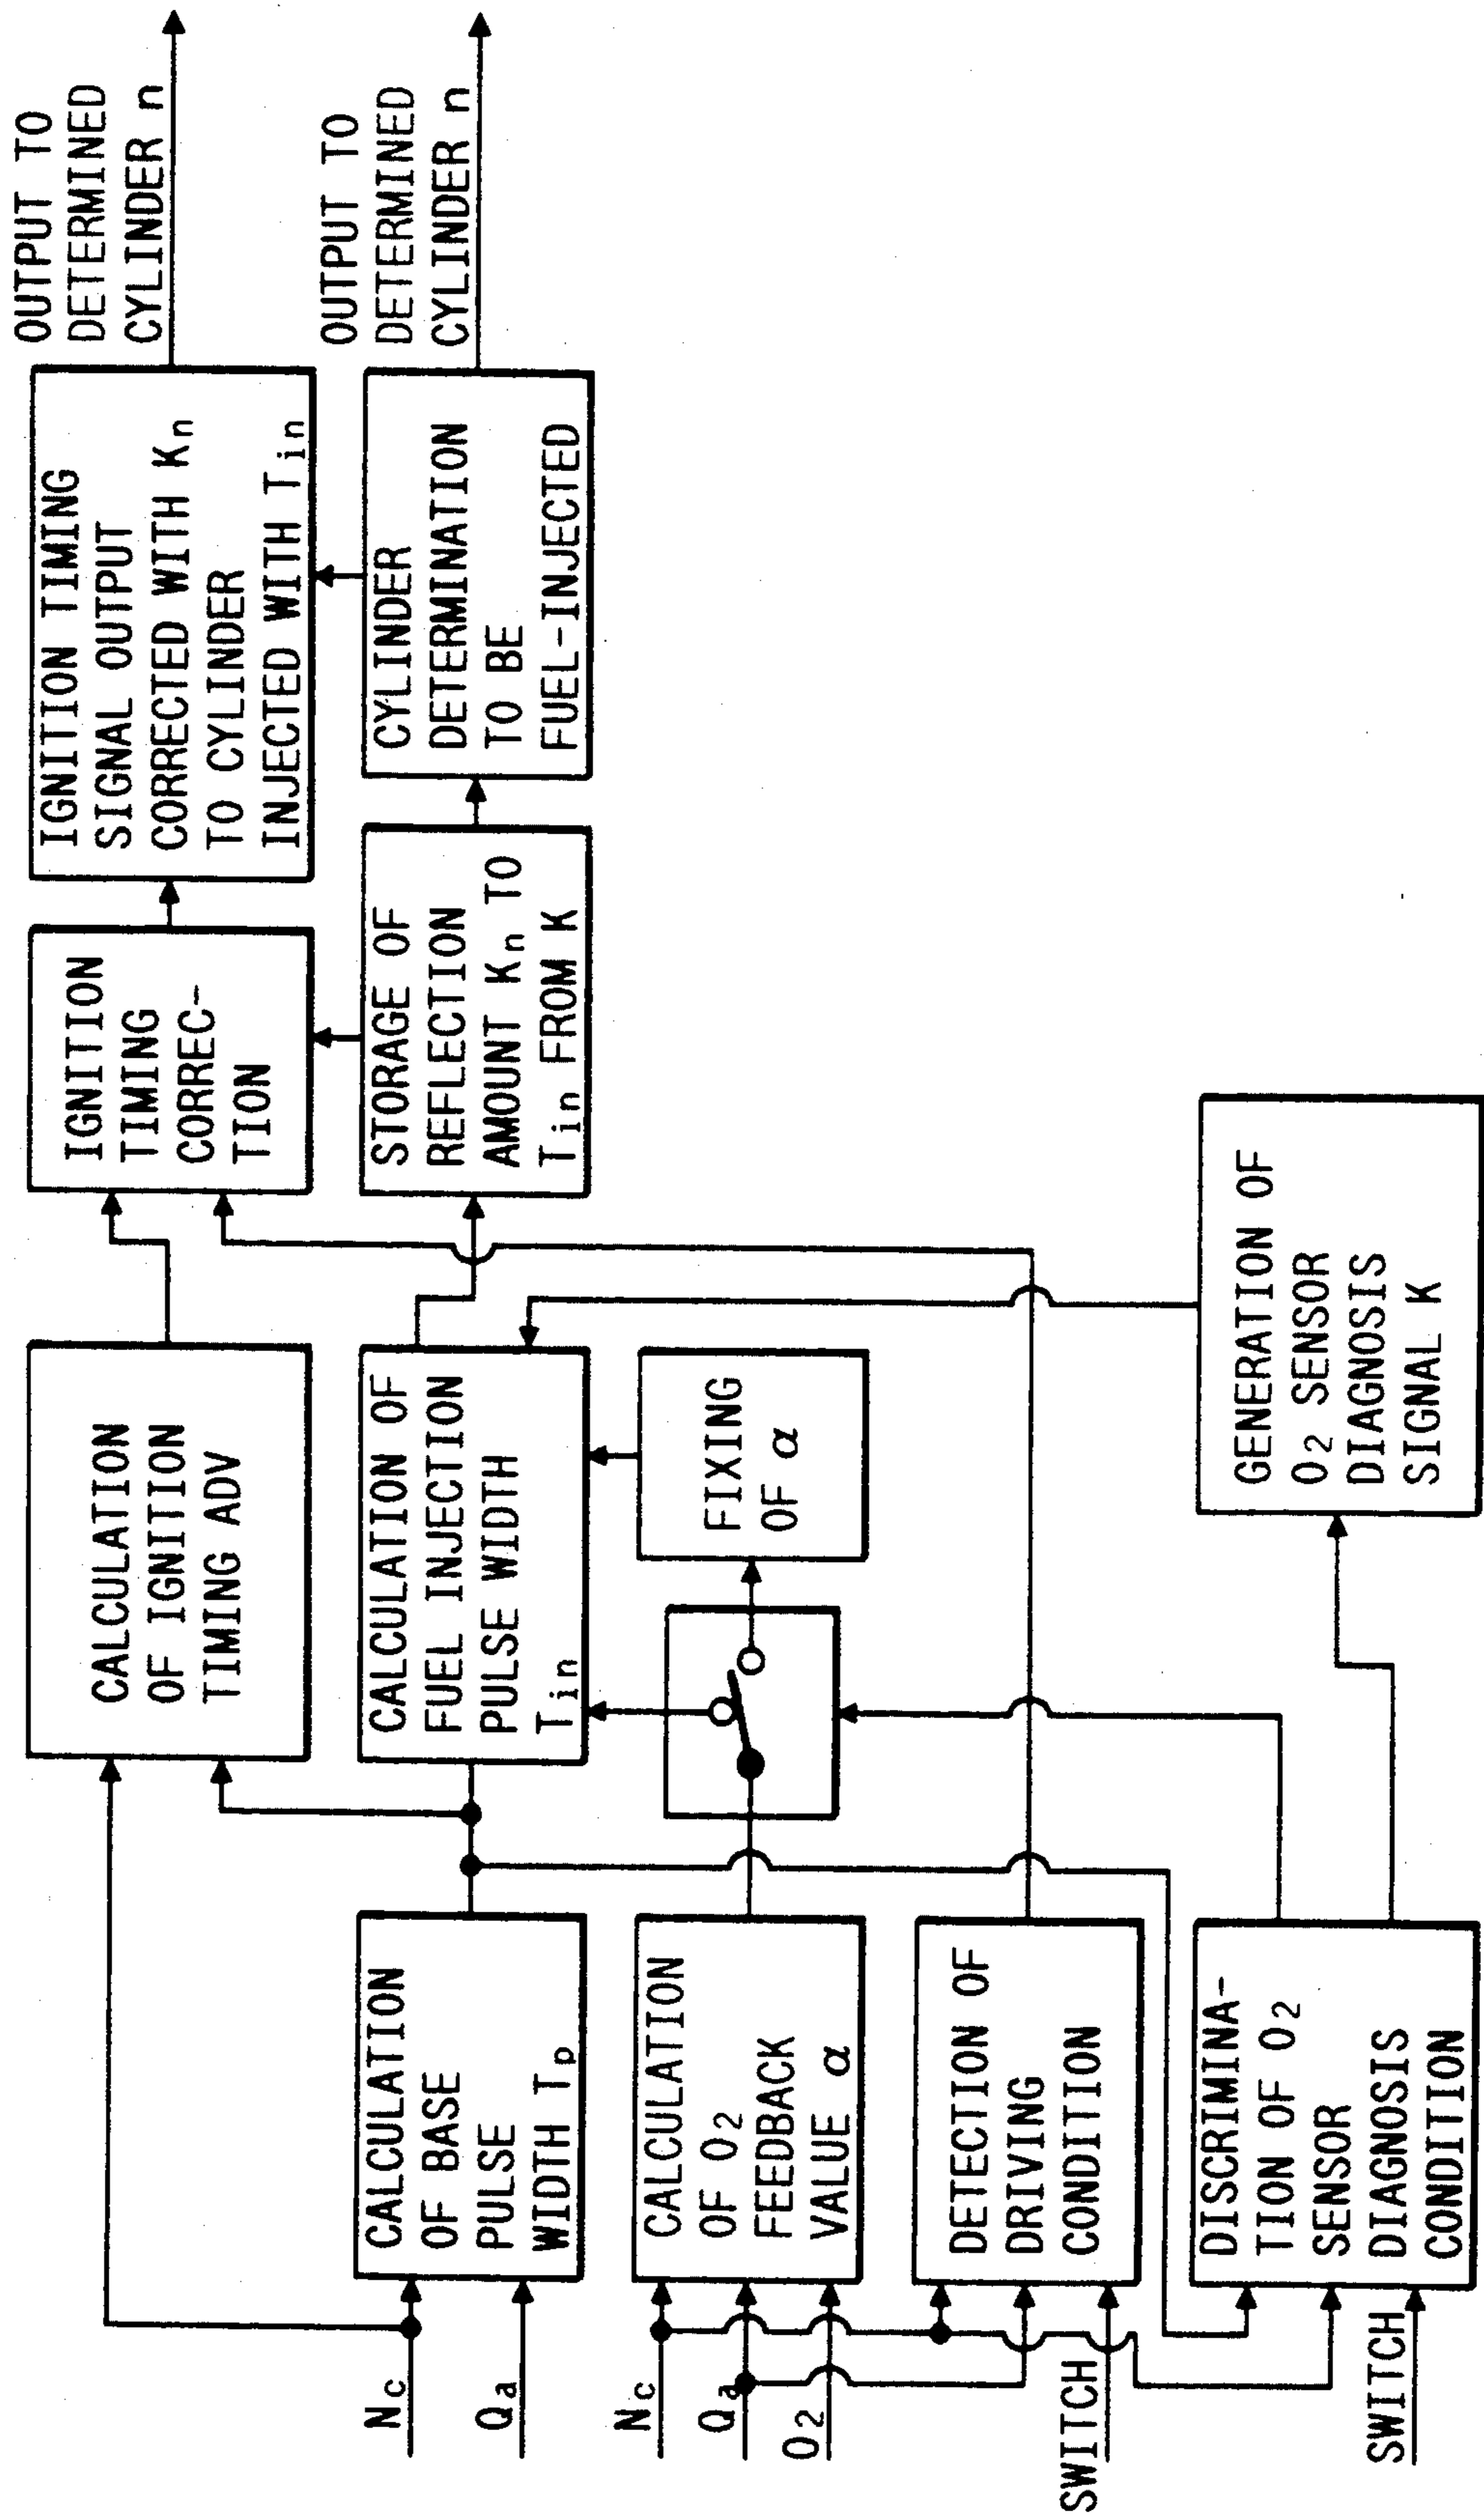 Nc
Qa
Nc
Qa
O2
SWITCH
SWITCH
CALCULATION
OF BASE
PULSE
WIDTH Tp
CALCULATION
OF O2
FEEDBACK
VALUE α
DETECTION OF
DRIVING
CONDITION
DISCRIMINA-
TION OF O2
SENSOR
DIAGNOSIS
CONDITION
CALCULATION
OF IGNITION
TIMING ADV
CALCULATION OF
FUEL INJECTION
PULSE WIDTH
Tin
FIXING
OF α
GENERATION OF
O2 SENSOR
DIAGNOSIS
SIGNAL K
IGNITION
TIMING
CORREC-
TION
STORAGE OF
REFLECTION
AMOUNT Kn TO
Tin FROM K
IGNITION TIMING
SIGNAL OUTPUT
CORRECTED WITH Kn
TO CYLINDER
INJECTED WITH Tin
CYLINDER
DETERMINATION
TO BE
FUEL-INJECTED
OUTPUT TO
DETERMINED
CYLINDER n
OUTPUT TO
DETERMINED
CYLINDER n